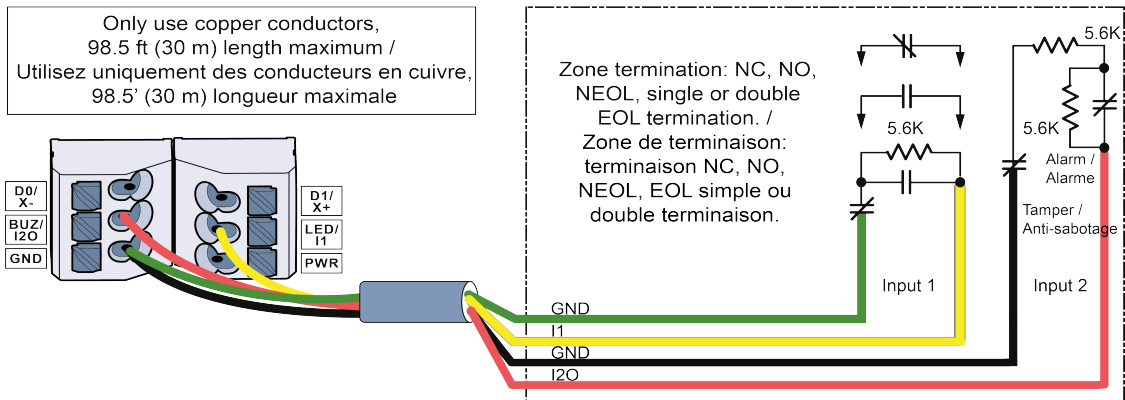 Only use copper conductors,
98.5 ft (30 m) length maximum /
Utilisez uniquement des conducteurs en cuivre,
98.5' (30 m) longueur maximale
D0/
X-
BUZ/
I2O
GND
D1/
X+
LED/
I1
PWR
Zone termination: NC, NO,
NEOL, single or double
EOL termination. /
Zone de terminaison:
terminaison NC, NO,
NEOL, EOL simple ou
double terminaison.
5.6K
Input 1
5.6K
5.6K
Alarm /
Alarme
Tamper /
Anti-sabotage
Input 2
GND
I1
GND
I2O